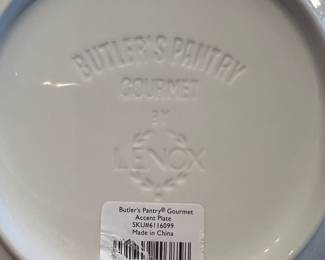 BUTLER'S PANTRY
GOURMET
BY
LENOX
Butler's Pantry® Gourmet
Accent Plate
SKU#6116099
Made in China